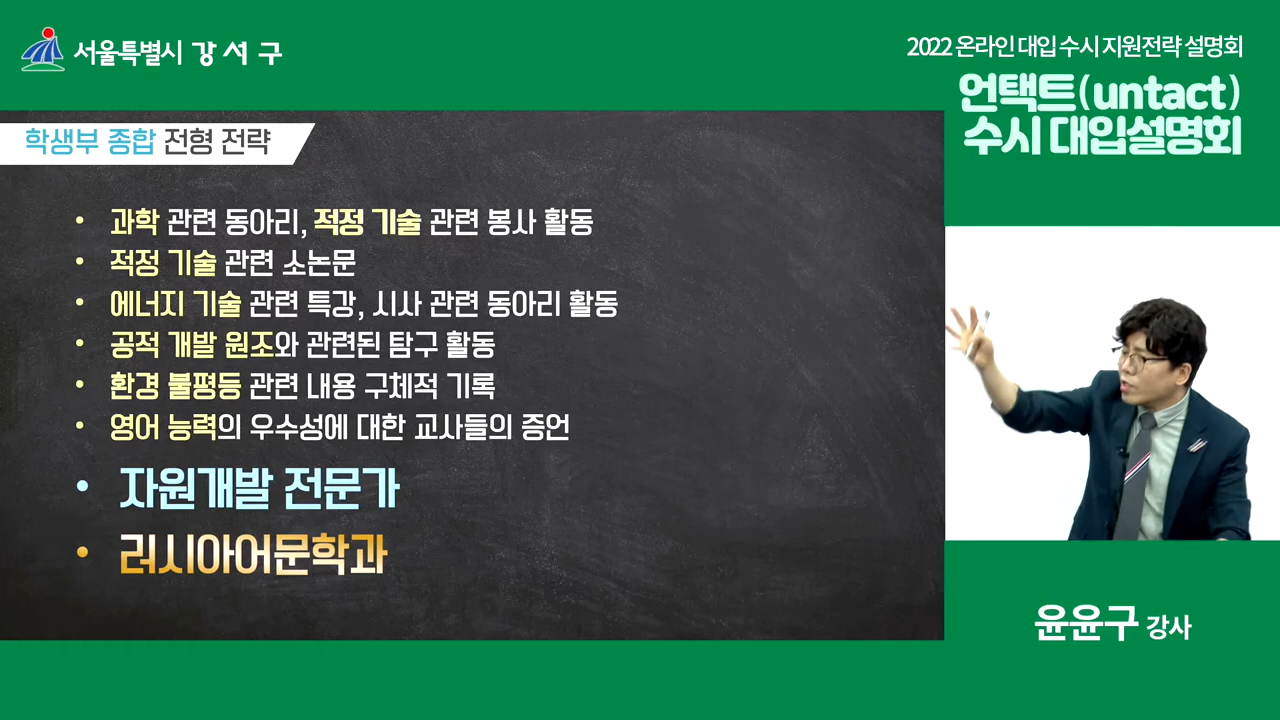 서울특별시 강서구
2022 온라인 대입 수시 지원전략 설명회
언택트(untact)
수시 대입설명회
학생부 종합 전형 전략
• 과학 관련 동아리, 적정 기술 관련 봉사 활동
• 적정 기술 관련 소논문
• 에너지 기술 관련 특강, 시사 관련 동아리 활동
• 공적 개발 원조와 관련된 탐구 활동
• 환경 불평등 관련 내용 구체적 기록
• 영어 능력의 우수성에 대한 교사들의 증언
• 자원개발 전문가
• 러시아어문학과
윤윤구 강사